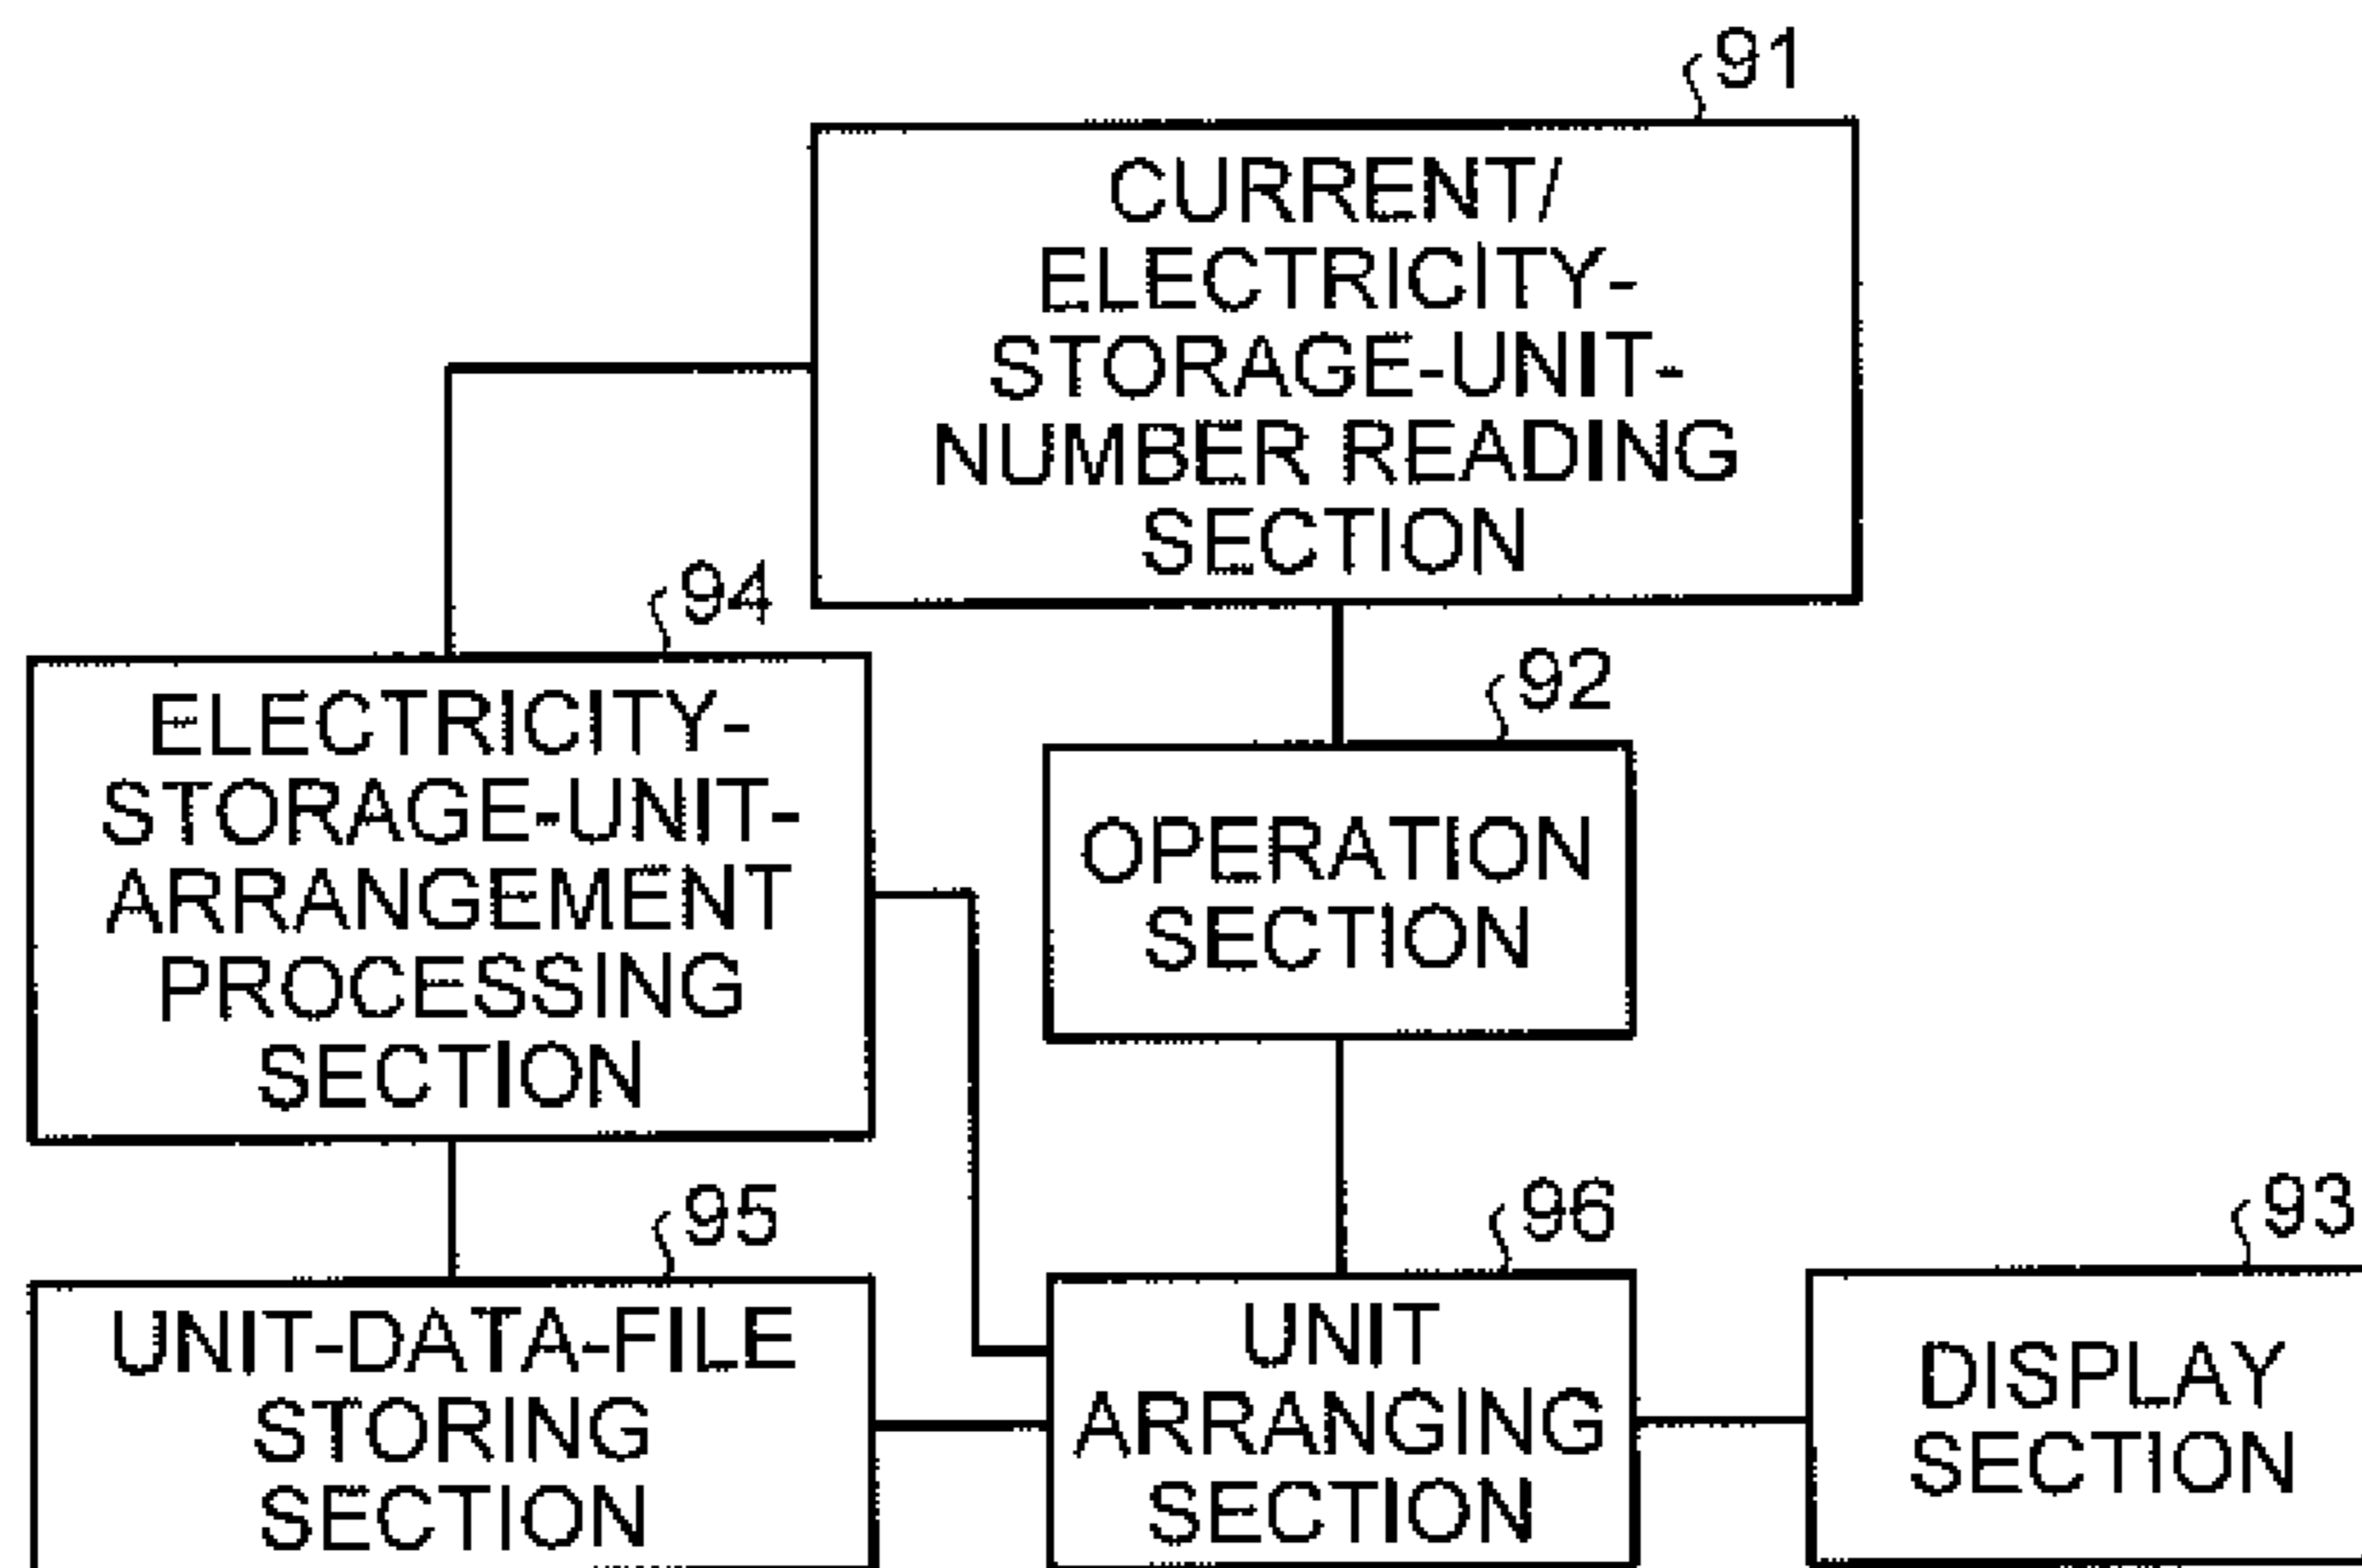 91
CURRENT/
ELECTRICITY-
STORAGE-UNIT-
NUMBER READING
SECTION
94
ELECTRICITY-
STORAGE-UNIT-
ARRANGEMENT
PROCESSING
SECTION
92
OPERATION
SECTION
95
UNIT-DATA-FILE
STORING
SECTION
96
UNIT
ARRANGING
SECTION
93
DISPLAY
SECTION